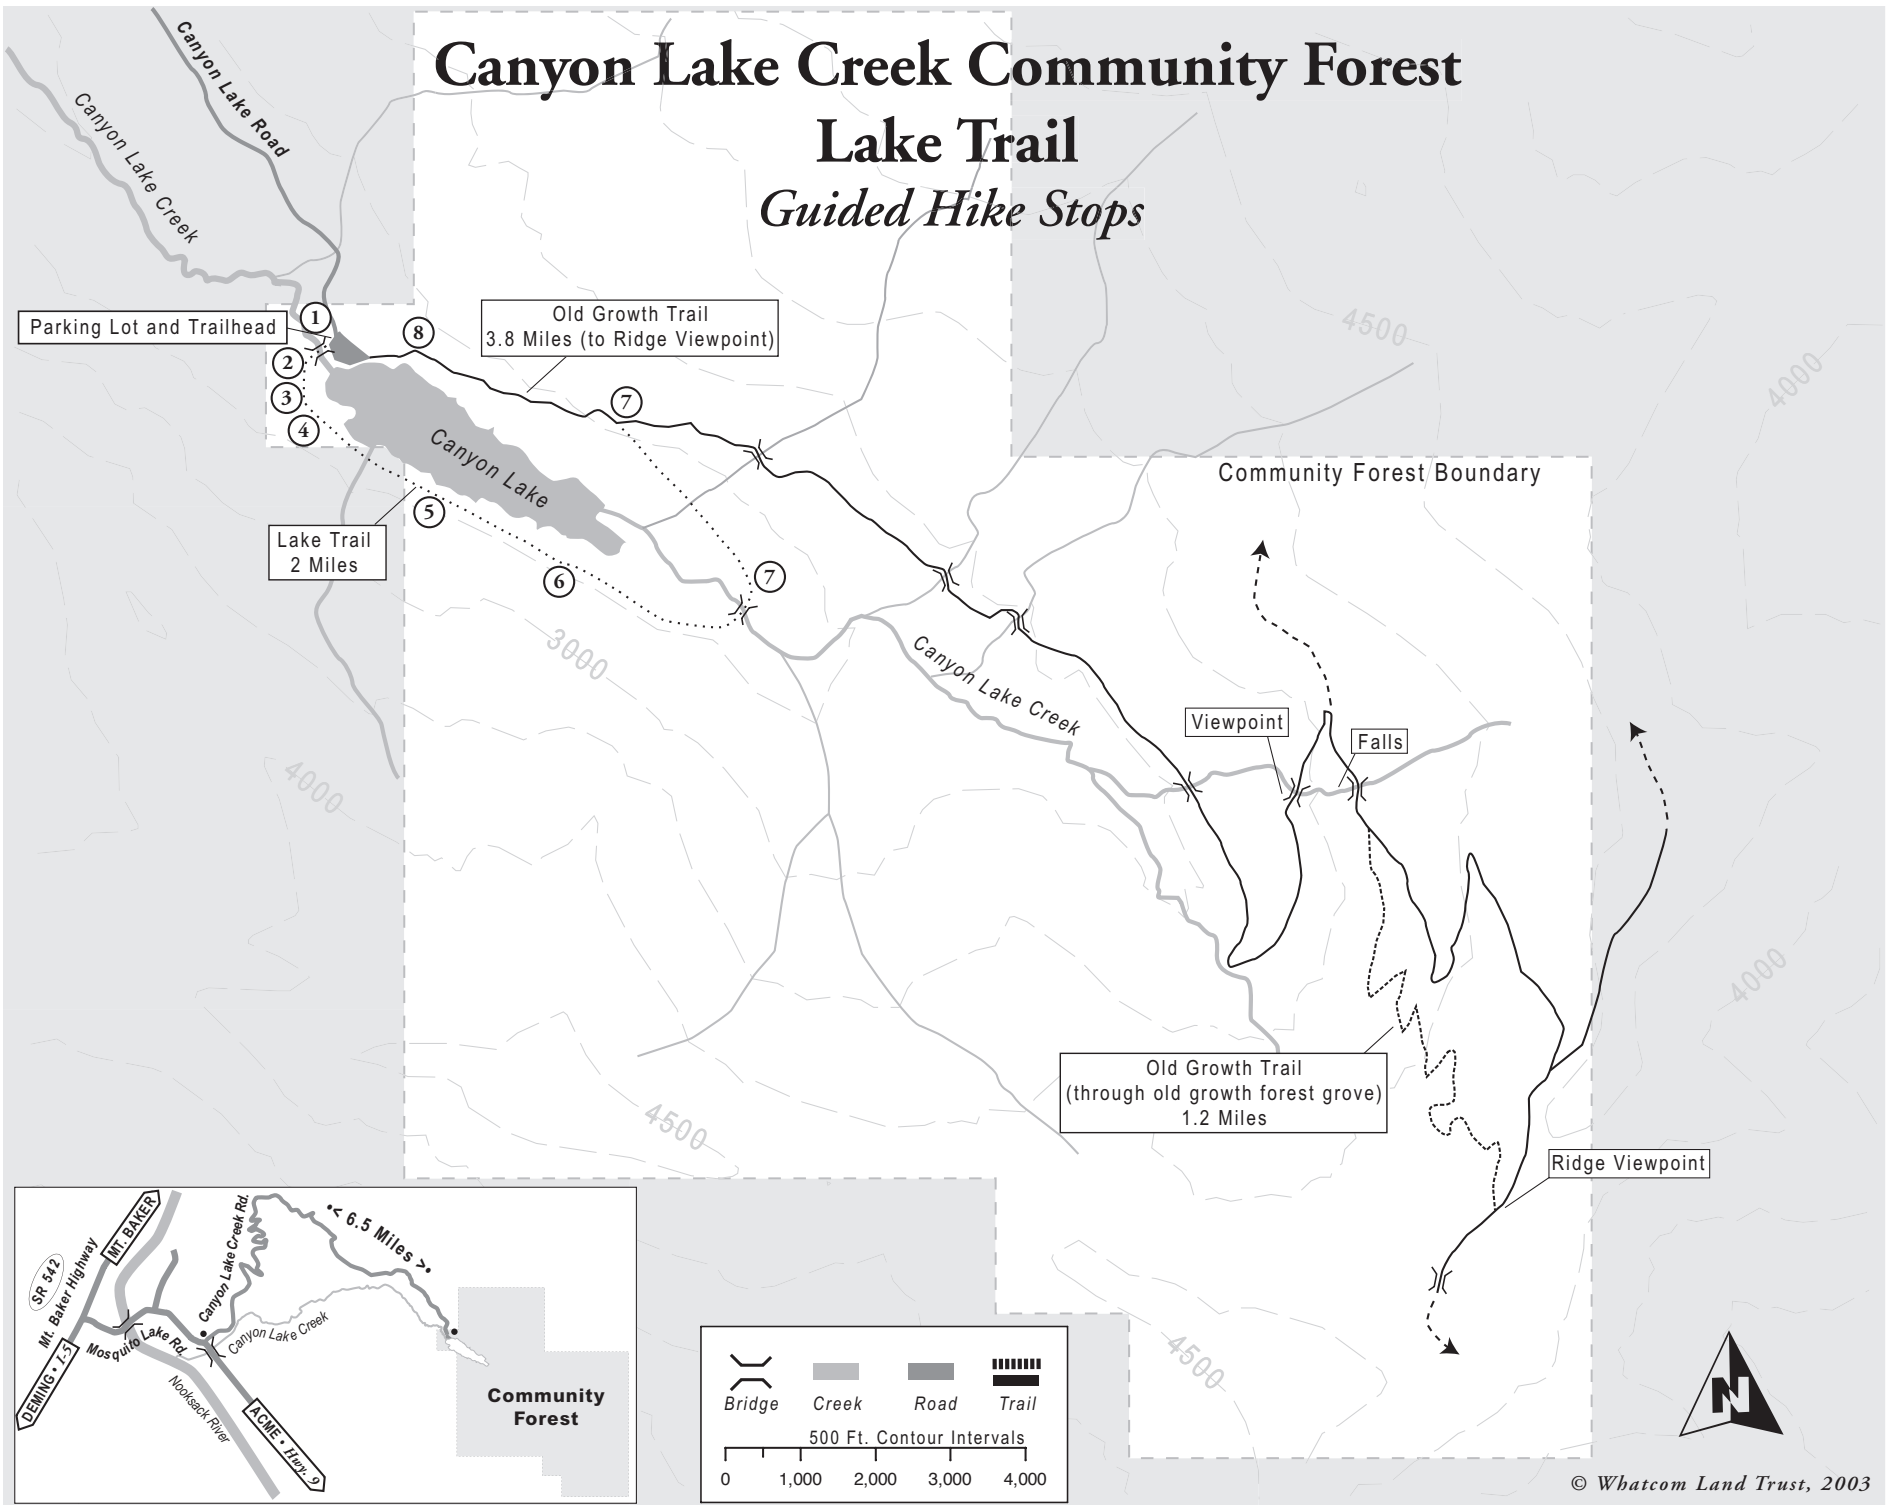 Canyon Lake Creek Community Forest
Lake Trail
Guided Hike Stops
Canyon Lake Road
Canyon Lake Creek
Parking Lot and Trailhead
1
2
3
4
8
Old Growth Trail
3.8 Miles (to Ridge Viewpoint)
7
Canyon Lake
5
Lake Trail
2 Miles
6
7
4500
4000
Community Forest Boundary
3000
Canyon Lake Creek
Viewpoint
Falls
4000
4000
Old Growth Trail
(through old growth forest grove)
1.2 Miles
4500
Ridge Viewpoint
4500
MT. BAKER
SR 542
Mt. Baker Highway
DEMING • I-5
Mosquito Lake Rd.
Canyon Lake Creek Rd.
•< 6.5 Miles >•
Canyon Lake Creek
Nooksack River
ACME • Hwy. 9
Community
Forest
Bridge
Creek
Road
Trail
500 Ft. Contour Intervals
0 1,000 2,000 3,000 4,000
N
© Whatcom Land Trust, 2003